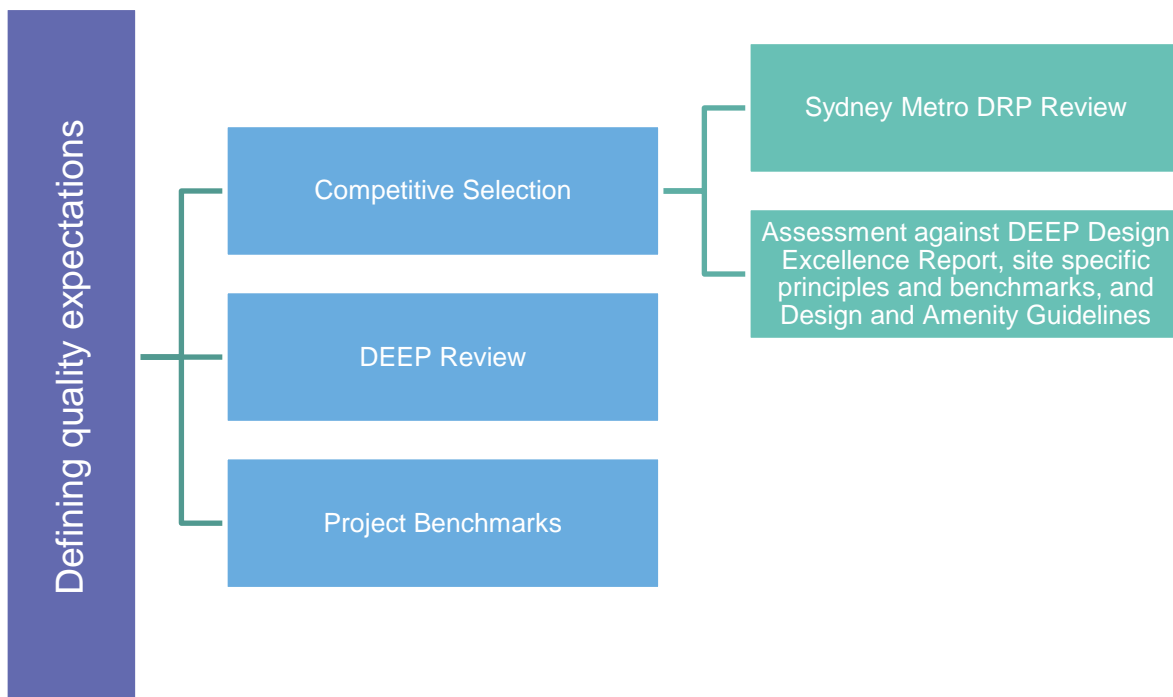 Defining quality expectations
Competitive Selection
DEEP Review
Project Benchmarks
Sydney Metro DRP Review
Assessment against DEEP Design
Excellence Report, site specific
principles and benchmarks, and
Design and Amenity Guidelines